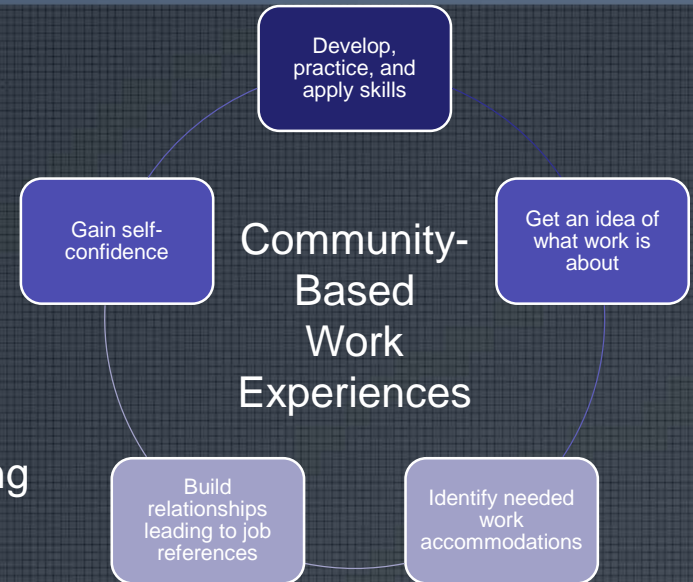 Develop,
practice, and
apply skills
Get an idea of
what work is
about
Identify needed
work
accommodations
Build
relationships
leading to job
references
Gain self-
confidence
Community-
Based
Work
Experiences